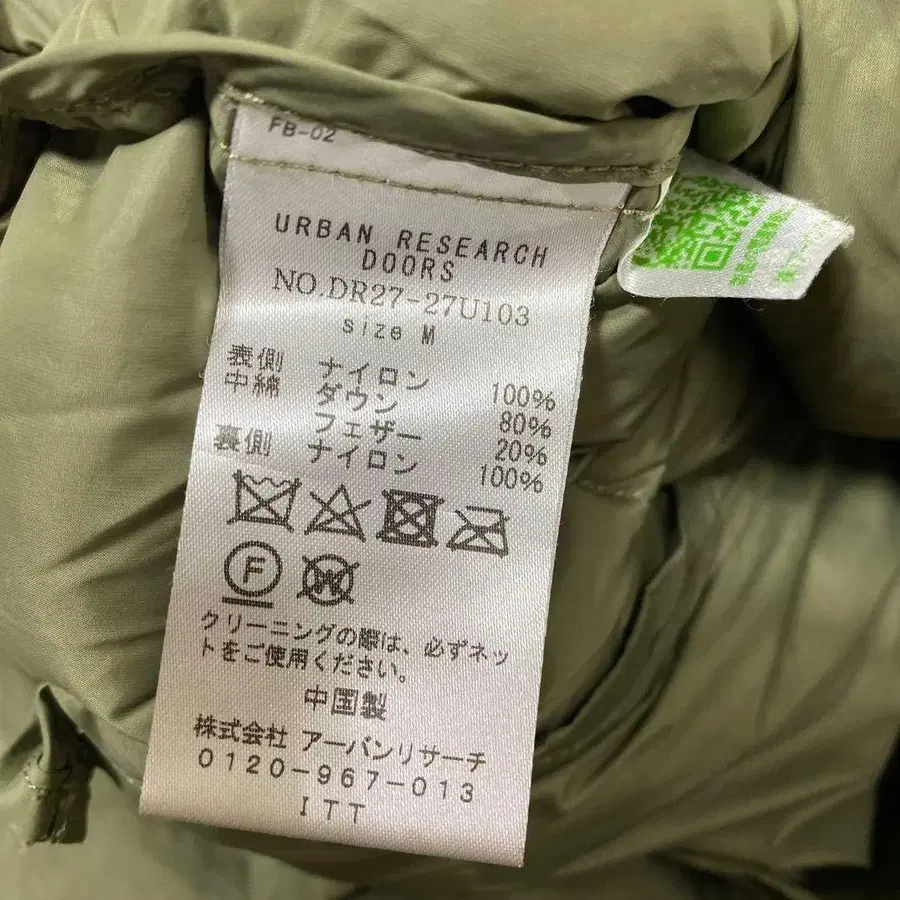 FB-02
URBAN RESEARCH
DOORS
NO.DR27-27U103
size M
表側 ナイロン 100%
中綿 ダウン 80%
フェザー 20%
裏側 ナイロン 100%
F
W
クリーニングの際は、必ずネッ
トをご使用ください。
中国製
株式会社 アーバンリサーチ
0120-967-013
ITT